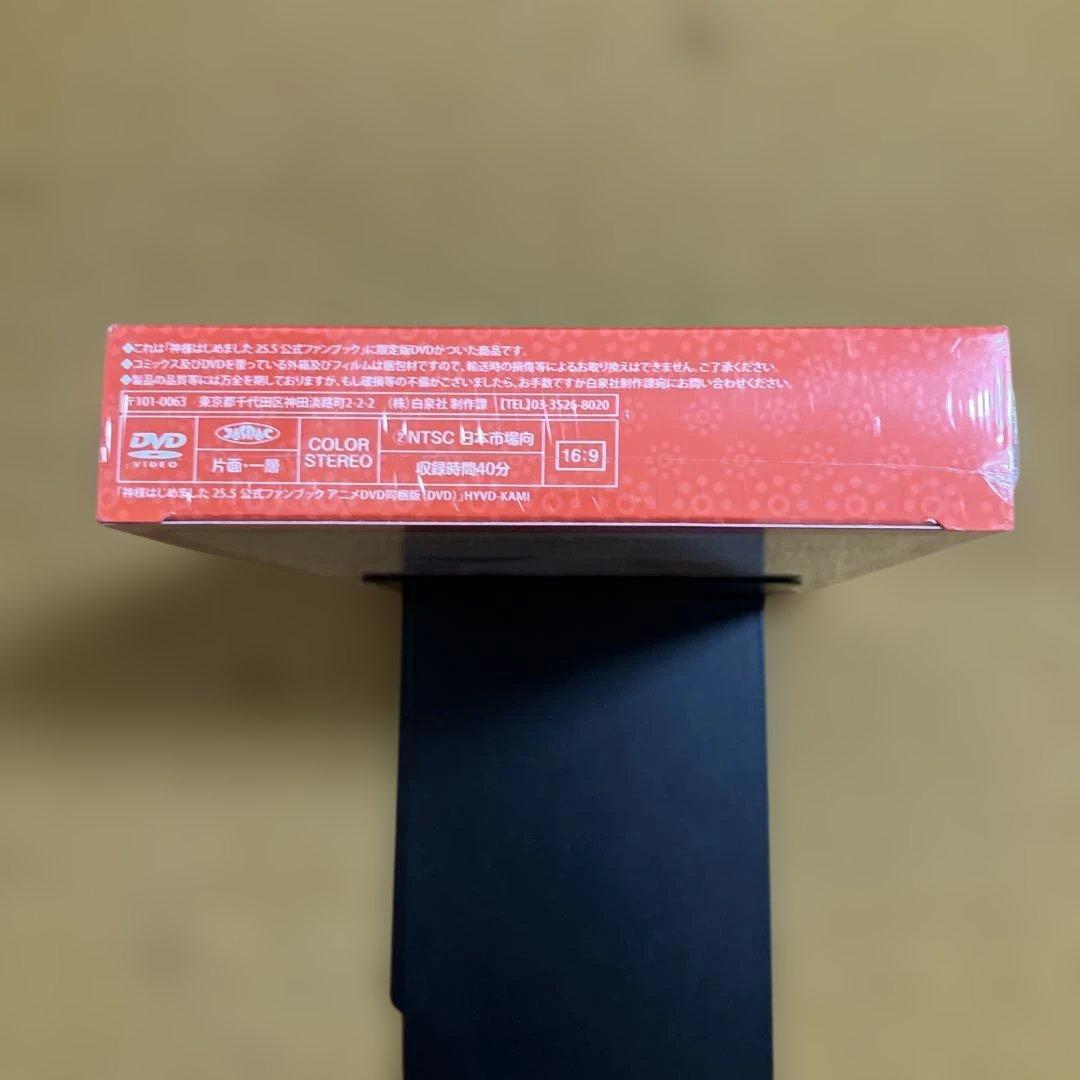 ◆これは「神様はじめました 25.5 公式ファンブック」に限定版DVDがついた商品です。
◆コミックス及びDVDを覆っている外箱及びフィルムは梱包材ですので、輸送時の損傷等によるお取り換えはできません。ご了承ください。
◆製品の品質等には万全を期しておりますが、もし破損等の不備がございましたら、お手数ですが白泉社制作課宛にお問い合わせください。
〒101-0063 東京都千代田区神田淡路町2-2-2 (株)白泉社 制作課 [TEL]03-3526-8020
DVD VIDEO
JASRAC
片面・一層
COLOR STEREO
②NTSC 日本市場向
収録時間40分
16:9
「神様はじめました 25.5 公式ファンブック アニメDVD同梱版(DVD)」HYVD-KAMI